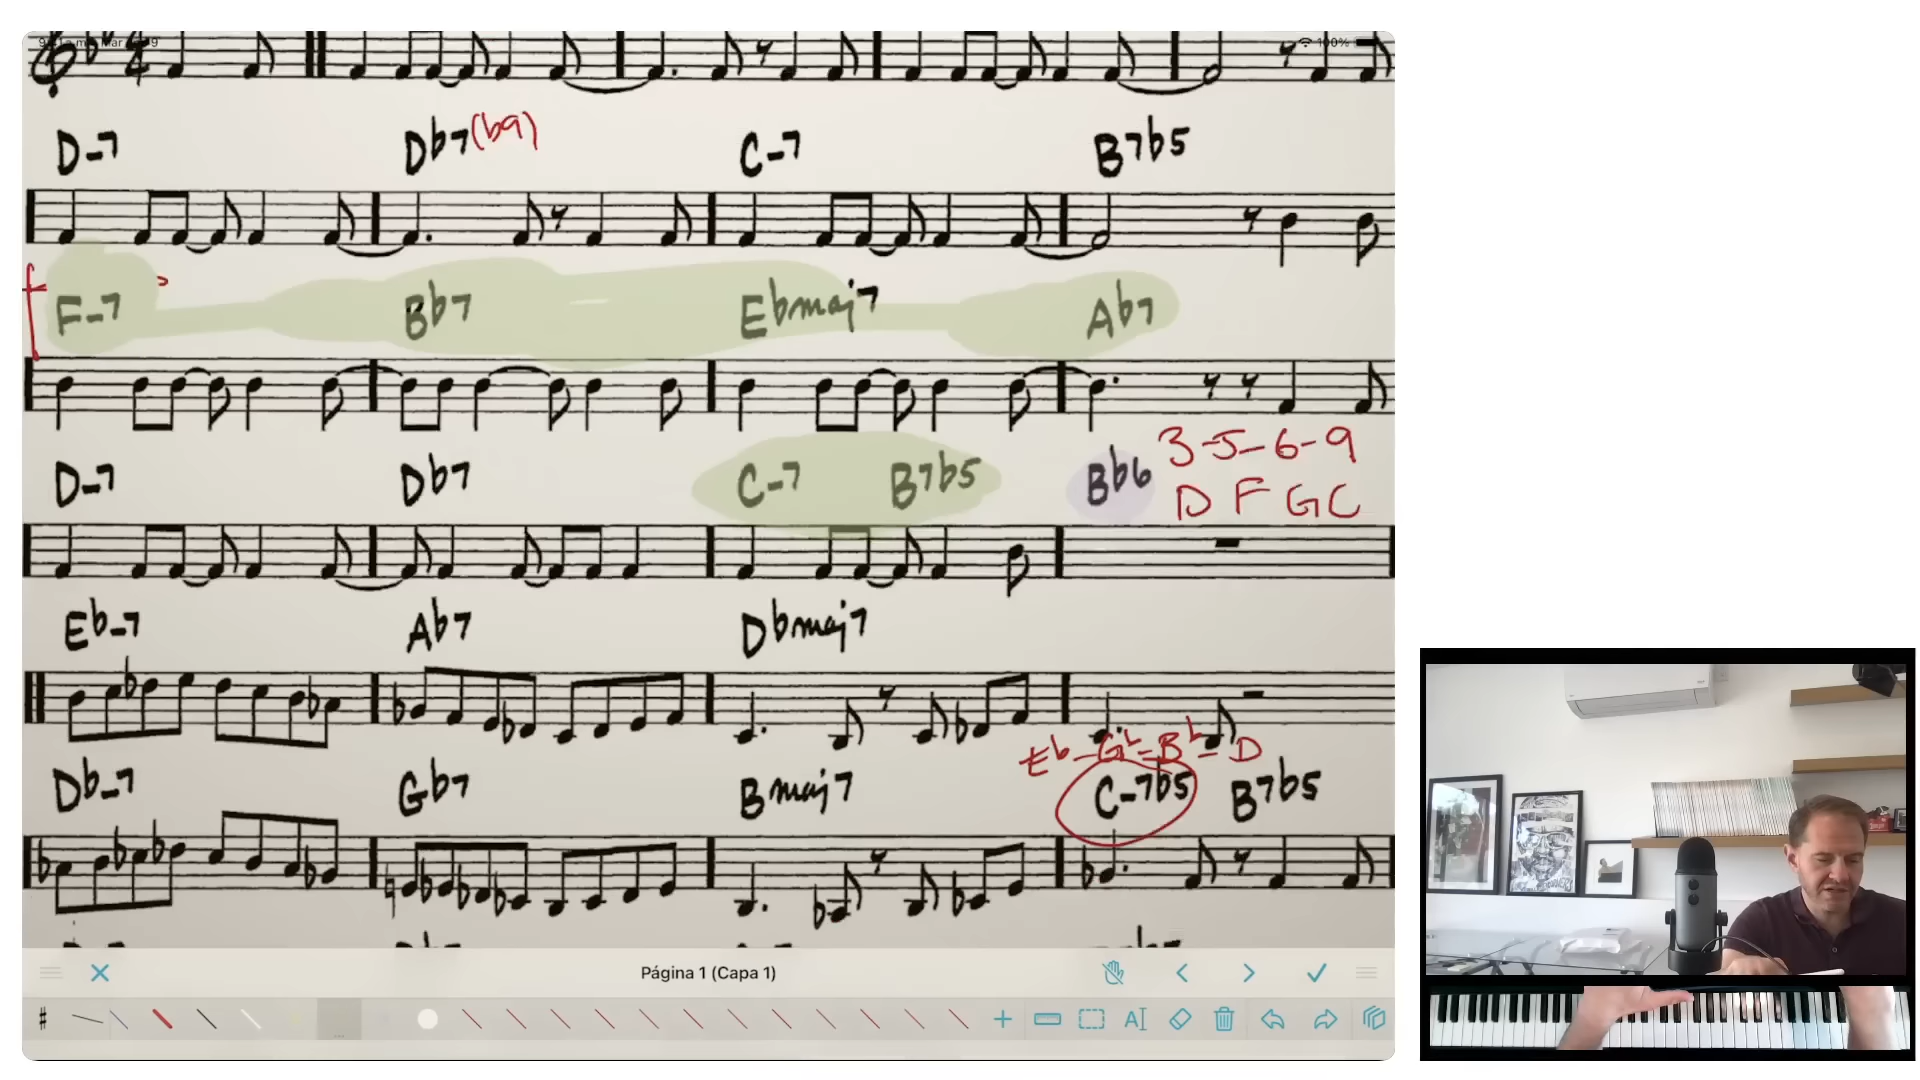 100%
D-7 Db7(b9) C-7 B7b5
F-7 Bb7 Ebmaj7 Ab7
3-5-6-9
D-7 Db7 C-7 B7b5 Bb6
D F G C
Eb-7 Ab7 Dbmaj7
Eb-Gb-Bb-D
Db-7 Gb7 Bmaj7 C-7b5 B7b5
Página 1 (Capa 1)